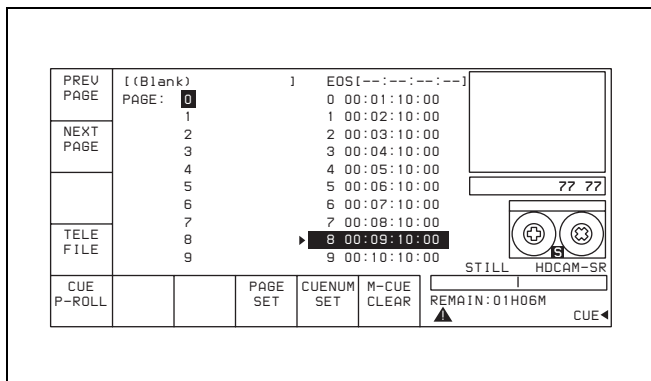 PREV
PAGE
NEXT
PAGE
TELE
FILE
CUE
P-ROLL
[(Blank) ] EOS[--:--:--:--]
PAGE: 0 0 00:01:10:00
1 1 00:02:10:00
2 2 00:03:10:00
3 3 00:04:10:00
4 4 00:05:10:00
5 5 00:06:10:00
6 6 00:07:10:00
7 7 00:08:10:00
8 ▶ 8 00:09:10:00
9 9 00:10:10:00
PAGE
SET
CUENUM
SET
M-CUE
CLEAR
77 77
S
STILL HDCAM-SR
REMAIN:01H06M
CUE◀